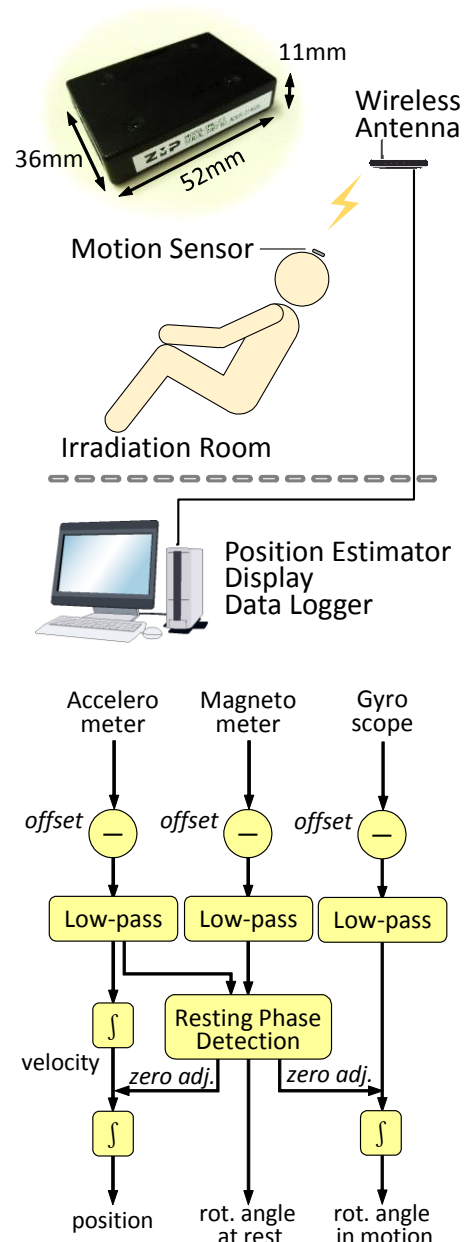 11mm
Wireless
Antenna
36mm
52mm
ZMP
Motion Sensor
Irradiation Room
Position Estimator
Display
Data Logger
Accelero
meter
Magneto
meter
Gyro
scope
offset
offset
offset
—
—
—
Low-pass
Low-pass
Low-pass
∫
Resting Phase
Detection
velocity
zero adj.
zero adj.
∫
∫
position
rot. angle
at rest
rot. angle
in motion